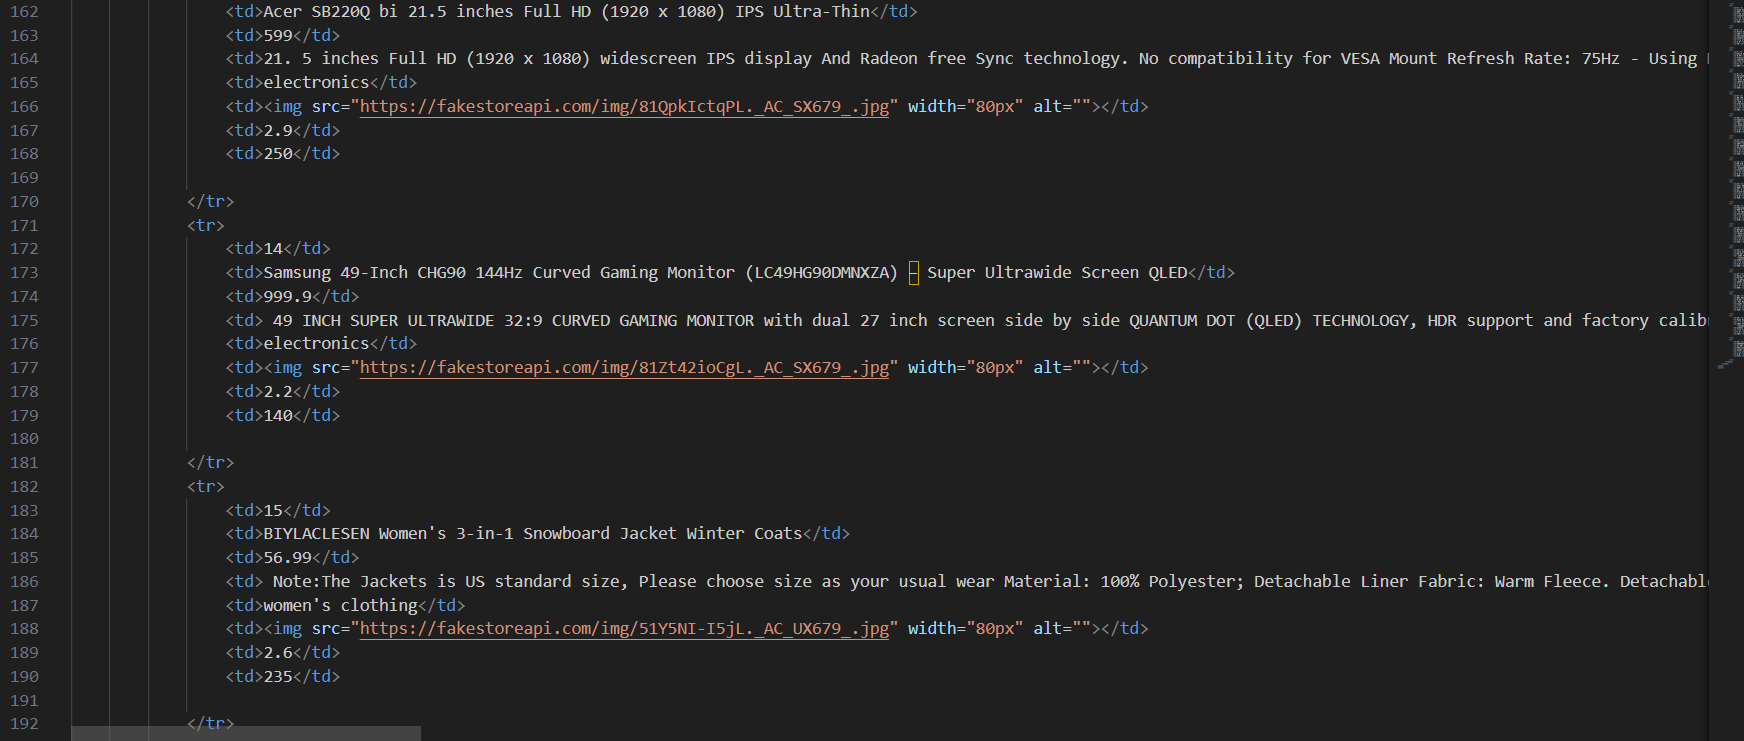 162 <td>Acer SB220Q bi 21.5 inches Full HD (1920 x 1080) IPS Ultra-Thin</td>
163 <td>599</td>
164 <td>21. 5 inches Full HD (1920 x 1080) widescreen IPS display And Radeon free Sync technology. No compatibility for VESA Mount Refresh Rate: 75Hz - Using
165 <td>electronics</td>
166 <td><img src="https://fakestoreapi.com/img/81QpkIctqPL._AC_SX679_.jpg" width="80px" alt=""></td>
167 <td>2.9</td>
168 <td>250</td>
169
170 </tr>
171 <tr>
172 <td>14</td>
173 <td>Samsung 49-Inch CHG90 144Hz Curved Gaming Monitor (LC49HG90DMNXZA) – Super Ultrawide Screen QLED</td>
174 <td>999.9</td>
175 <td> 49 INCH SUPER ULTRAWIDE 32:9 CURVED GAMING MONITOR with dual 27 inch screen side by side QUANTUM DOT (QLED) TECHNOLOGY, HDR support and factory calib
176 <td>electronics</td>
177 <td><img src="https://fakestoreapi.com/img/81Zt42ioCgL._AC_SX679_.jpg" width="80px" alt=""></td>
178 <td>2.2</td>
179 <td>140</td>
180
181 </tr>
182 <tr>
183 <td>15</td>
184 <td>BIYLACLESEN Women's 3-in-1 Snowboard Jacket Winter Coats</td>
185 <td>56.99</td>
186 <td> Note:The Jackets is US standard size, Please choose size as your usual wear Material: 100% Polyester; Detachable Liner Fabric: Warm Fleece. Detachabl
187 <td>women's clothing</td>
188 <td><img src="https://fakestoreapi.com/img/51Y5NI-I5jL._AC_UX679_.jpg" width="80px" alt=""></td>
189 <td>2.6</td>
190 <td>235</td>
191
192 </tr>